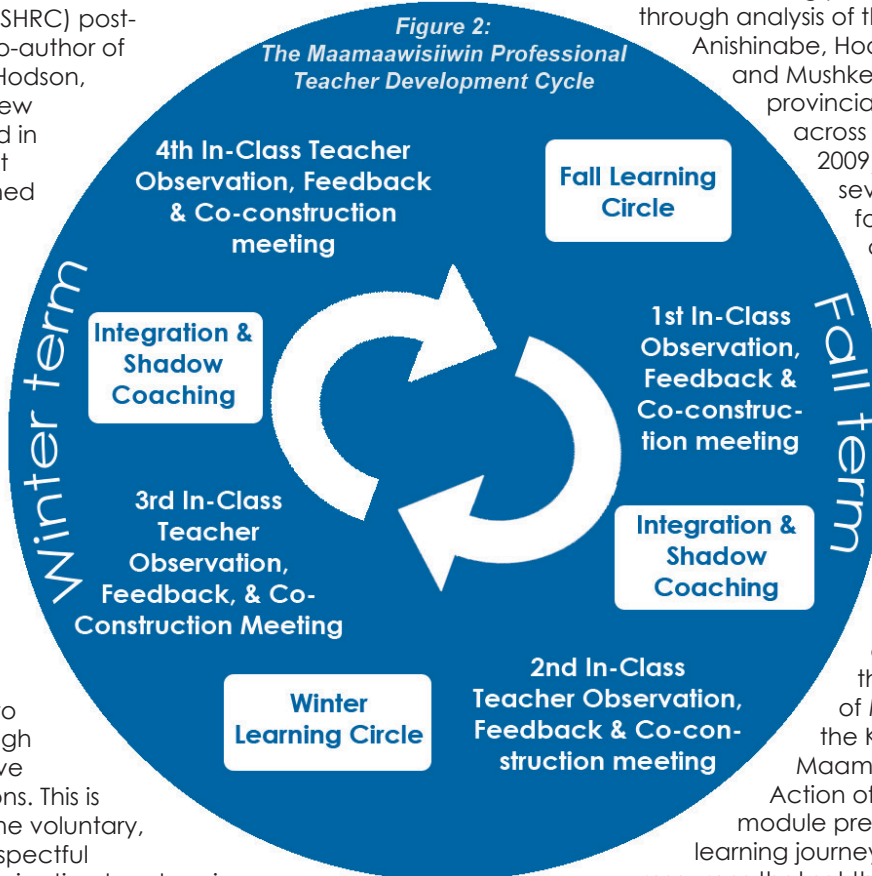 SHRC) post-
o-author of
Hodson,
ew
d in
t
ned
through analysis of th
Anishinabe, Hod
and Mushke
provincia
across
2009,
sev
fo
Figure 2:
The Maamaawisiiwin Professional
Teacher Development Cycle
Fall Learning
Circle
Fall term
1st In-Class
Observation,
Feedback &
Co-construc-
tion meeting
Integration &
Shadow
Coaching
2nd In-Class
Teacher Observation,
Feedback & Co-con-
struction meeting
Winter
Learning Circle
Winter term
3rd In-Class
Teacher
Observation,
Feedback, & Co-
Construction Meeting
Integration &
Shadow
Coaching
4th In-Class Teacher
Observation, Feedback
& Co-construction
meeting
o
gh
ve
ons. This is
he voluntary,
spectful
th
of M
the K
Maam
Action of
module pre
learning journey